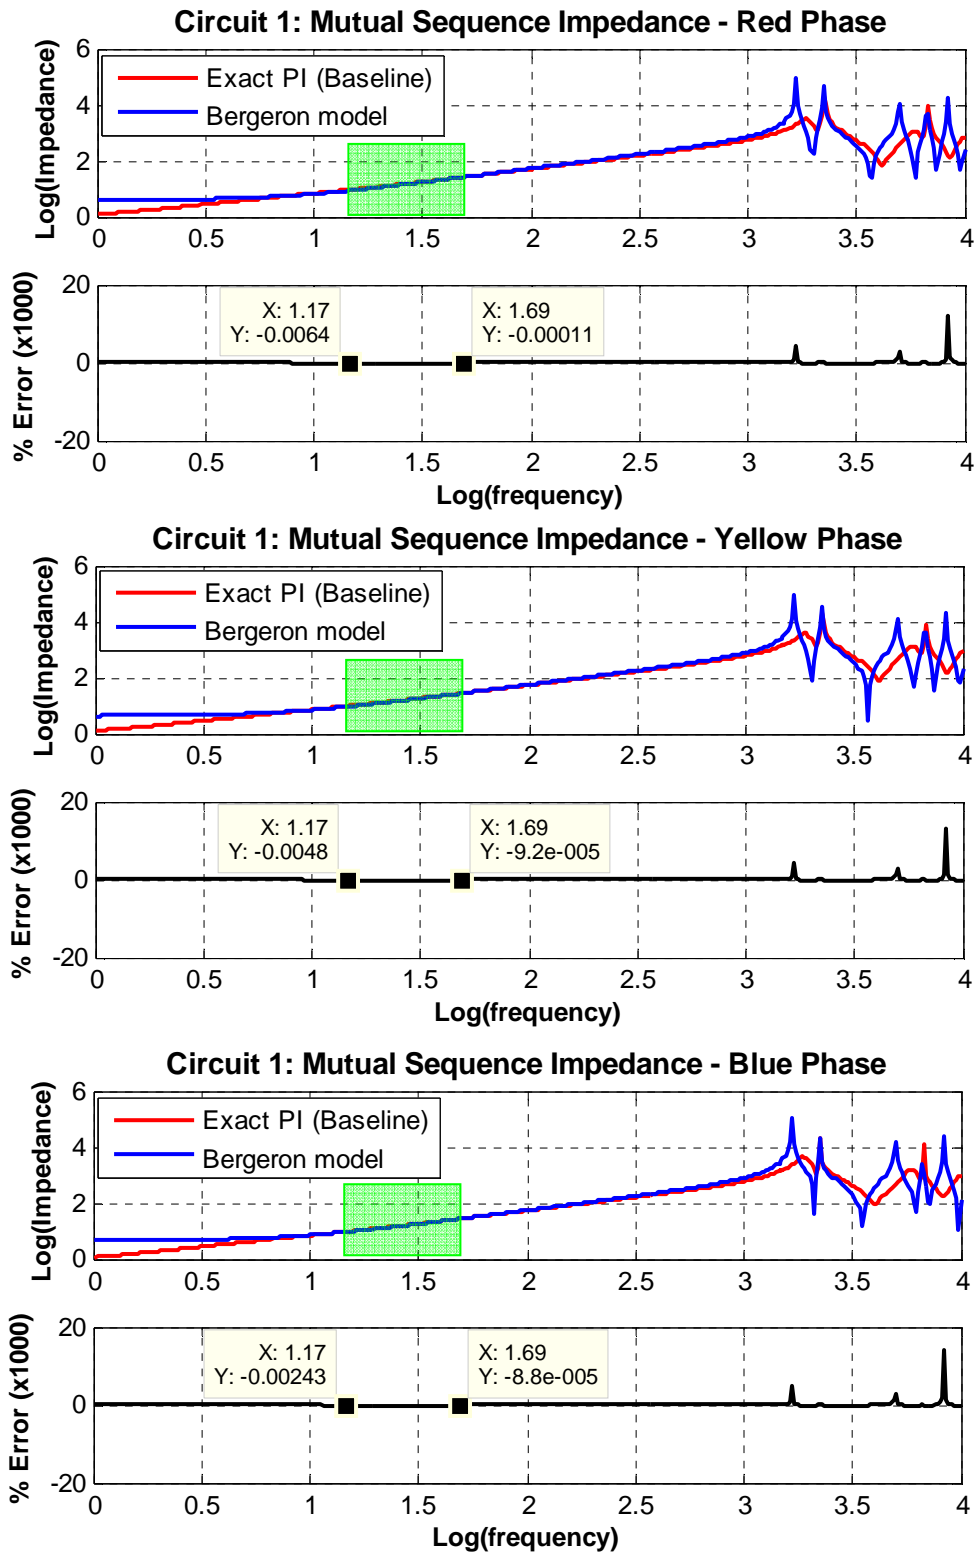 Circuit 1: Mutual Sequence Impedance - Red Phase
Log(Impedance)
6
4
2
0
Exact PI (Baseline)
Bergeron model
0 0.5 1 1.5 2 2.5 3 3.5 4
% Error (x1000)
20
0
-20
X: 1.17
Y: -0.0064
X: 1.69
Y: -0.00011
0 0.5 1 1.5 2 2.5 3 3.5 4
Log(frequency)
Circuit 1: Mutual Sequence Impedance - Yellow Phase
Log(Impedance)
6
4
2
0
Exact PI (Baseline)
Bergeron model
0 0.5 1 1.5 2 2.5 3 3.5 4
% Error (x1000)
20
0
-20
X: 1.17
Y: -0.0048
X: 1.69
Y: -9.2e-005
0 0.5 1 1.5 2 2.5 3 3.5 4
Log(frequency)
Circuit 1: Mutual Sequence Impedance - Blue Phase
Log(Impedance)
6
4
2
0
Exact PI (Baseline)
Bergeron model
0 0.5 1 1.5 2 2.5 3 3.5 4
% Error (x1000)
20
0
-20
X: 1.17
Y: -0.00243
X: 1.69
Y: -8.8e-005
0 0.5 1 1.5 2 2.5 3 3.5 4
Log(frequency)